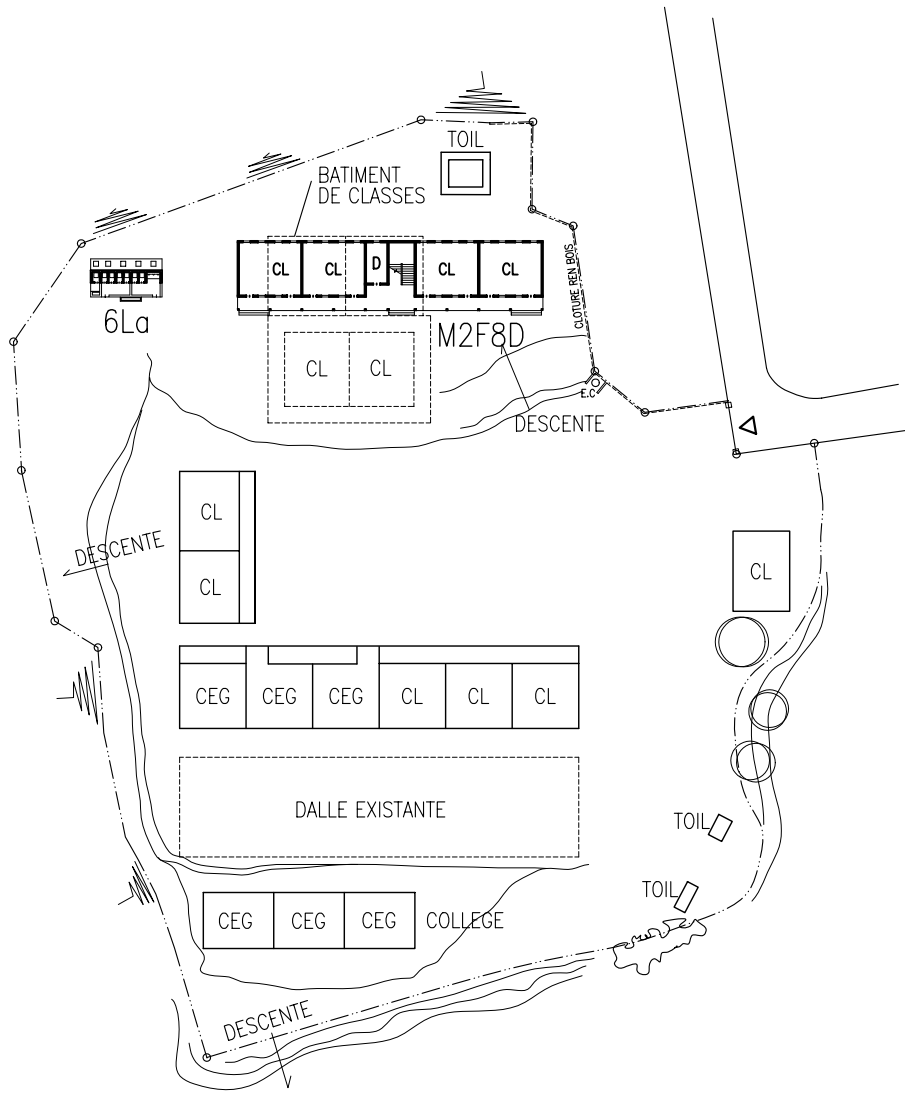 TOIL
BATIMENT
DE CLASSES
CL CL D CL CL
CLOTURE REN BOIS
6La
M2F8D
CL CL
E.C
DESCENTE
CL
DESCENTE
CL
CL
CEG CEG CEG CL CL CL
DALLE EXISTANTE
TOIL
TOIL
CEG CEG CEG COLLEGE
DESCENTE